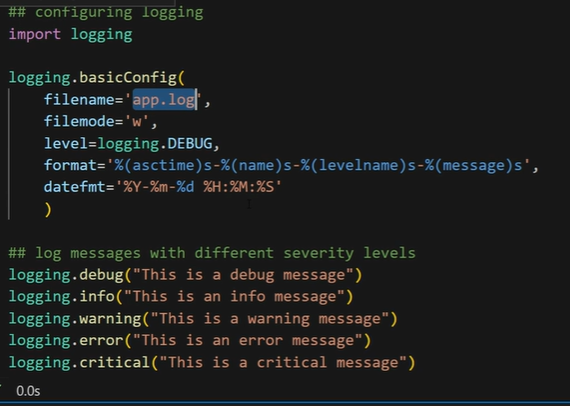 ## configuring logging
import logging
logging.basicConfig(
filename='app.log',
filemode='w',
level=logging.DEBUG,
format='%(asctime)s-%(name)s-%(levelname)s-%(message)s',
datefmt='%Y-%m-%d %H:%M:%S'
)
## log messages with different severity levels
logging.debug("This is a debug message")
logging.info("This is an info message")
logging.warning("This is a warning message")
logging.error("This is an error message")
logging.critical("This is a critical message")
0.0s